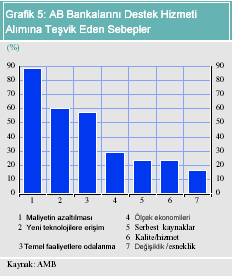 Grafik 5: AB Bankalarını Destek Hizmeti
Alımına Teşvik Eden Sebepler
(%)
90 90
80 80
70 70
60 60
50 50
40 40
30 30
20 20
10 10
0 0
1 2 3 4 5 6 7
1 Maliyetin azaltılması 4 Ölçek ekonomileri
2 Yeni teknolojilere erişim 5 Serbest kaynaklar
6 Kalite/hizmet
3 Temel faaliyetlere odalanma 7 Değişiklik /esneklik
Kaynak: AMB